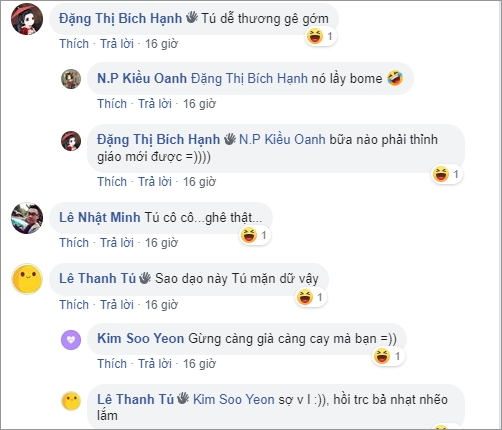 Đặng Thị Bích Hạnh Tú dễ thương gê gớm
1
Thích · Trả lời · 16 giờ
N.P Kiều Oanh Đặng Thị Bích Hạnh nó lầy bome
Thích · Trả lời · 16 giờ
Đặng Thị Bích Hạnh N.P Kiều Oanh bữa nào phải thỉnh
giáo mới được =))))
1
Thích · Trả lời · 16 giờ
Lê Nhật Minh Tú cô cô...ghê thật...
1
Thích · Trả lời · 16 giờ
Lê Thanh Tú Sao dạo này Tú mặn dữ vậy
1
Thích · Trả lời · 16 giờ
Kim Soo Yeon Gừng càng già càng cay mà bạn =))
1
Thích · Trả lời · 16 giờ
Lê Thanh Tú Kim Soo Yeon sợ v l :)), hồi trc bả nhạt nhẽo
lắm